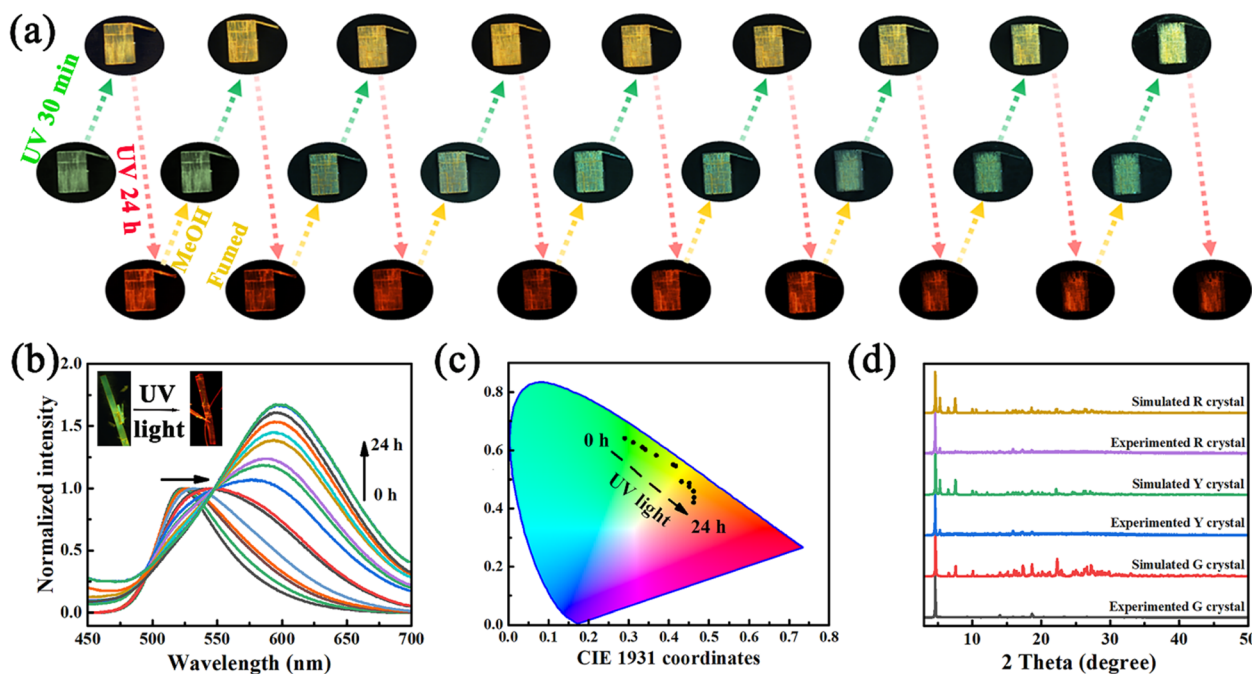 (a)
UV 30 min
UV 24 h
MeOH
Fumed
(b)
2.0
1.5
1.0
0.5
0.0
Normalized intensity
UV
light
24 h
0 h
450 500 550 600 650 700
Wavelength (nm)
(c)
0.8
0.6
0.4
0.2
0.0
0 h
UV light
24 h
0.0 0.1 0.2 0.3 0.4 0.5 0.6 0.7 0.8
CIE 1931 coordinates
(d)
Simulated R crystal
Experimented R crystal
Simulated Y crystal
Experimented Y crystal
Simulated G crystal
Experimented G crystal
10 20 30 40 50
2 Theta (degree)